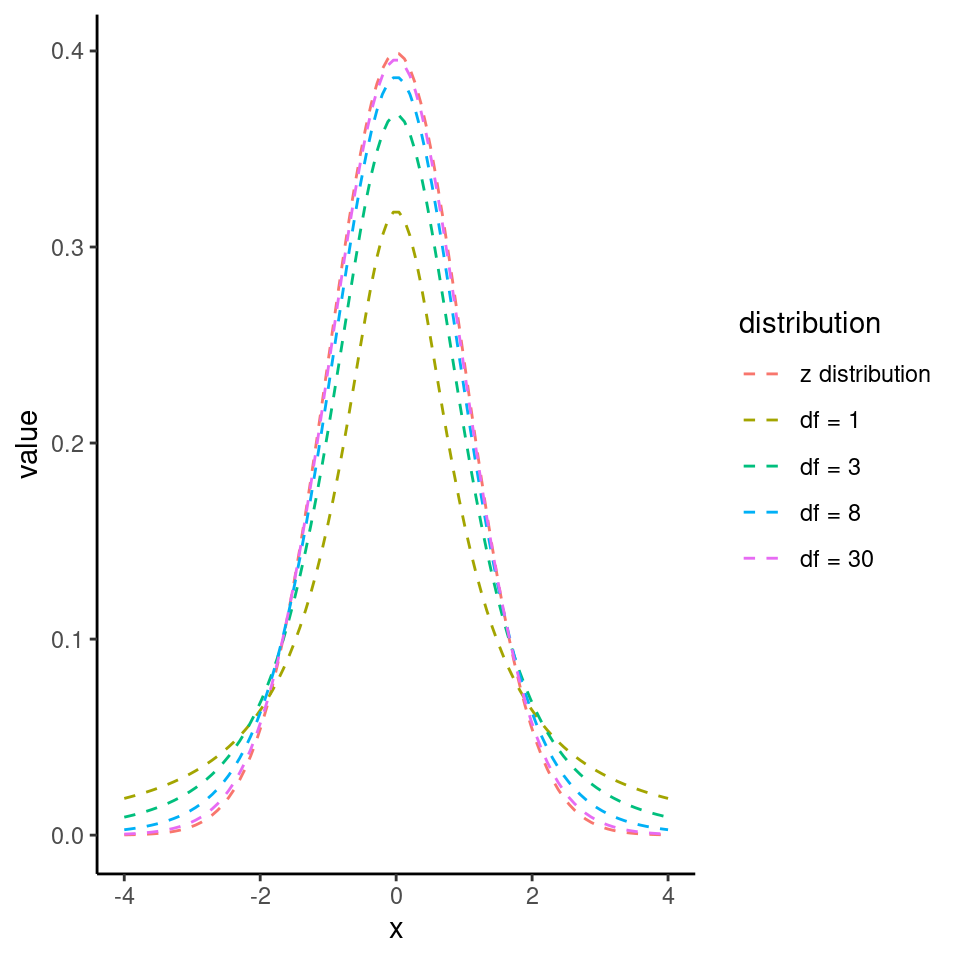 0.4
0.3
0.2
0.1
0.0
value
-4
-2
0
2
4
x
distribution
z distribution
df = 1
df = 3
df = 8
df = 30